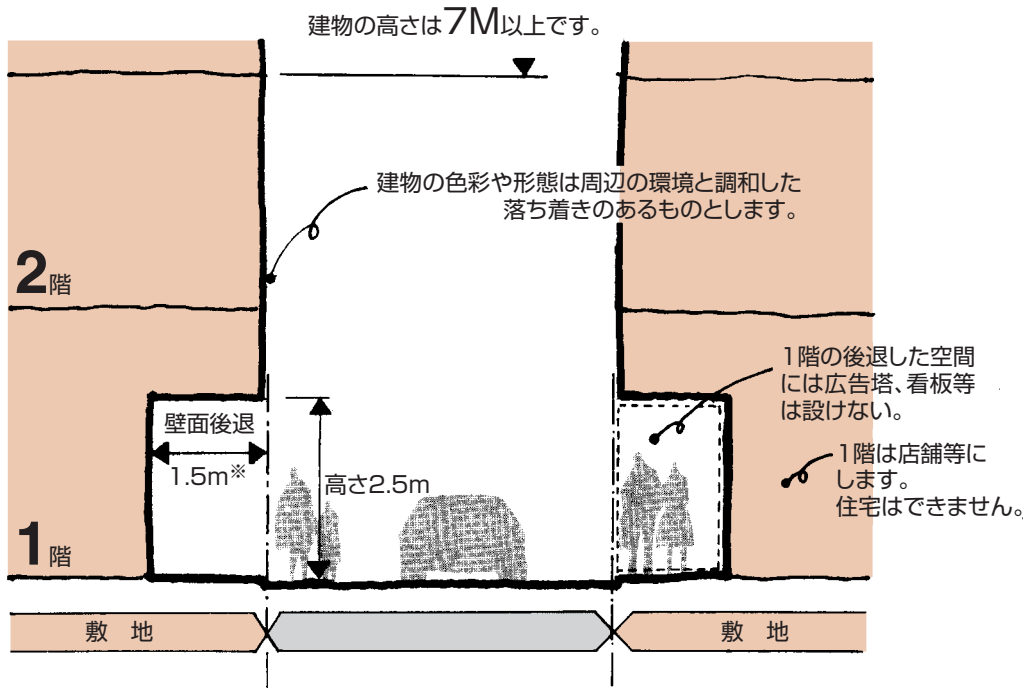 建物の高さは7M以上です。
建物の色彩や形態は周辺の環境と調和した
落ち着きのあるものとします。
2階
1階の後退した空間
には広告塔、看板等
は設けない。
壁面後退
1.5m※
高さ2.5m
1階は店舗等に
します。
住宅はできません。
1階
敷 地
敷 地